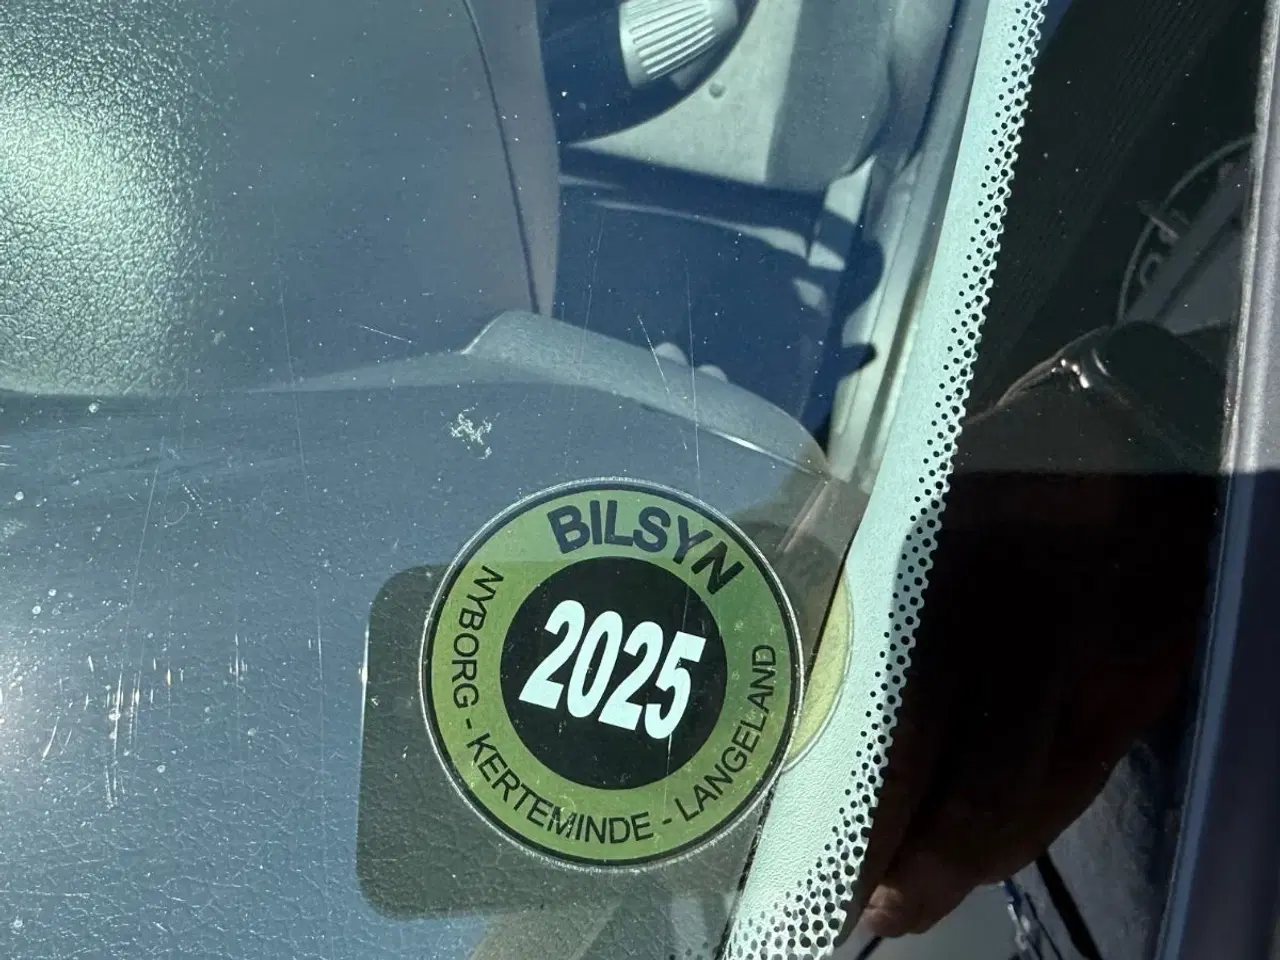 BILSYN
2025
NYBORG - KERTEMINDE - LANGELAND